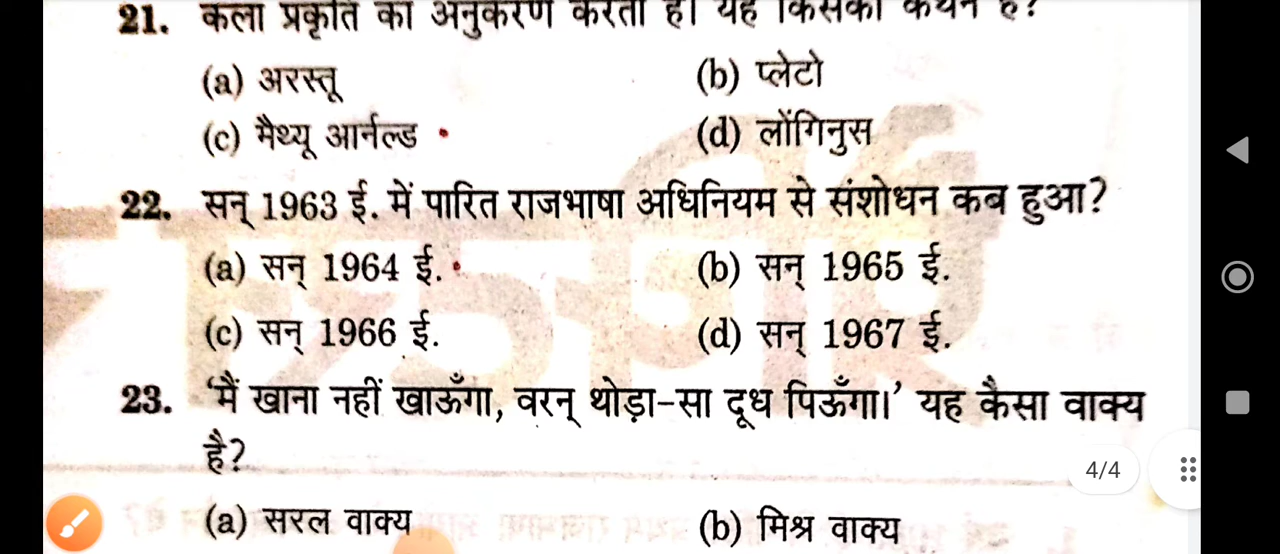 21. कला प्रकृति का अनुकरण करती है। यह किसका कथन है?
(a) अरस्तू (b) प्लेटो
(c) मैथ्यू आर्नल्ड (d) लोंगिनुस
22. सन् 1963 ई. में पारित राजभाषा अधिनियम से संशोधन कब हुआ?
(a) सन् 1964 ई. (b) सन् 1965 ई.
(c) सन् 1966 ई. (d) सन् 1967 ई.
23. 'मैं खाना नहीं खाऊँगा, वरन् थोड़ा-सा दूध पिऊँगा।' यह कैसा वाक्य
है?
4/4
(a) सरल वाक्य (b) मिश्र वाक्य